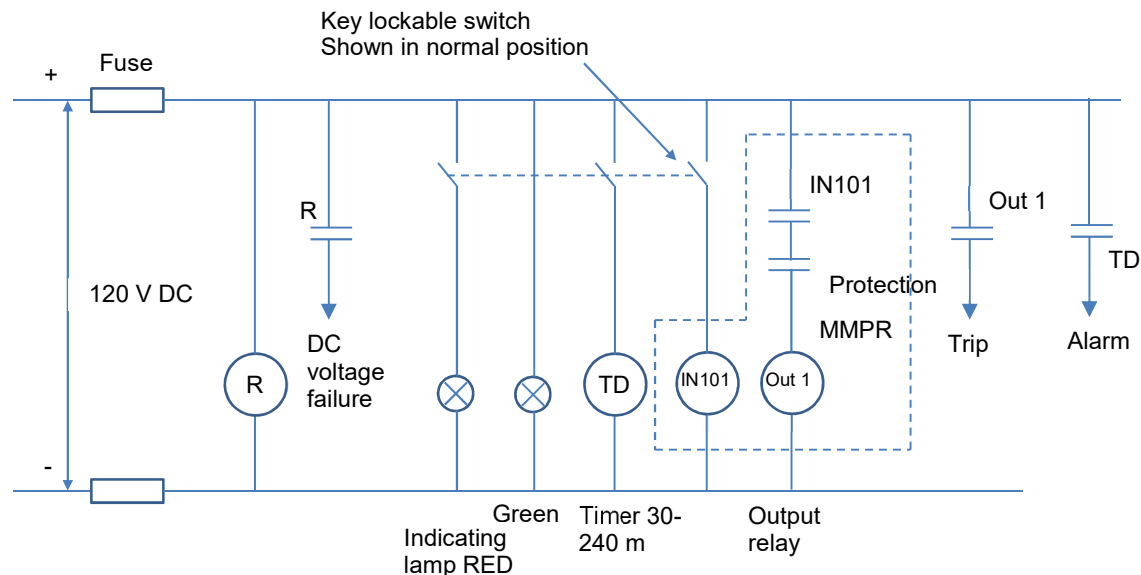 Key lockable switch
Shown in normal position
Fuse
+
IN101
Out 1
R
TD
120 V DC
Protection
MMPR
DC
voltage
failure
Trip
Alarm
R
TD
IN101
Out 1
-
Green
Timer 30-
240 m
Output
relay
Indicating
lamp RED